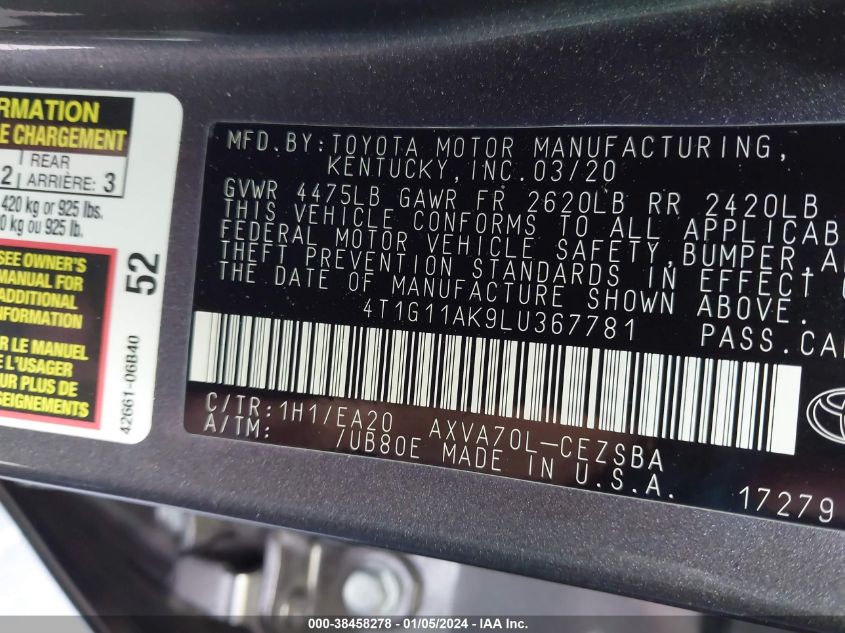 RMATION
E CHARGEMENT
2 REAR
ARRIÈRE: 3
420 kg or 925 lbs.
0 kg ou 925 lb.
SEE OWNER'S
MANUAL FOR
ADDITIONAL
INFORMATION
R LE MANUEL
L'USAGER
UR PLUS DE
SEIGNEMENTS
52
42661-06B40
MFD. BY: TOYOTA MOTOR MANUFACTURING,
KENTUCKY, INC. 03/20
GVWR 4475LB GAWR FR 2620LB RR 2420LB
THIS VEHICLE CONFORMS TO ALL APPLICAB
FEDERAL MOTOR VEHICLE SAFETY, BUMPER, A
THEFT PREVENTION STANDARDS IN EFFECT
THE DATE OF MANUFACTURE SHOWN ABOVE.
4T1G11AK9LU367781 PASS. CA
C/TR: 1H1/EA20 AXVA70L-CEZSBA
A/TM: /UB80E MADE IN U.S.A.
17279
000-38458278 - 01/05/2024 - IAA Inc.